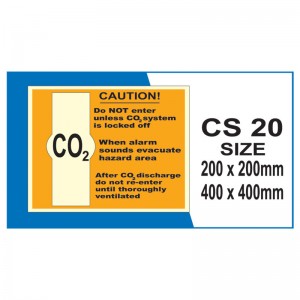 CAUTION!
Do NOT enter
unless CO₂ system
is locked off
CO₂
When alarm
sounds evacuate
hazard area
After CO₂ discharge
do not re-enter
until thoroughly
ventilated
CS 20
SIZE
200 x 200mm
400 x 400mm